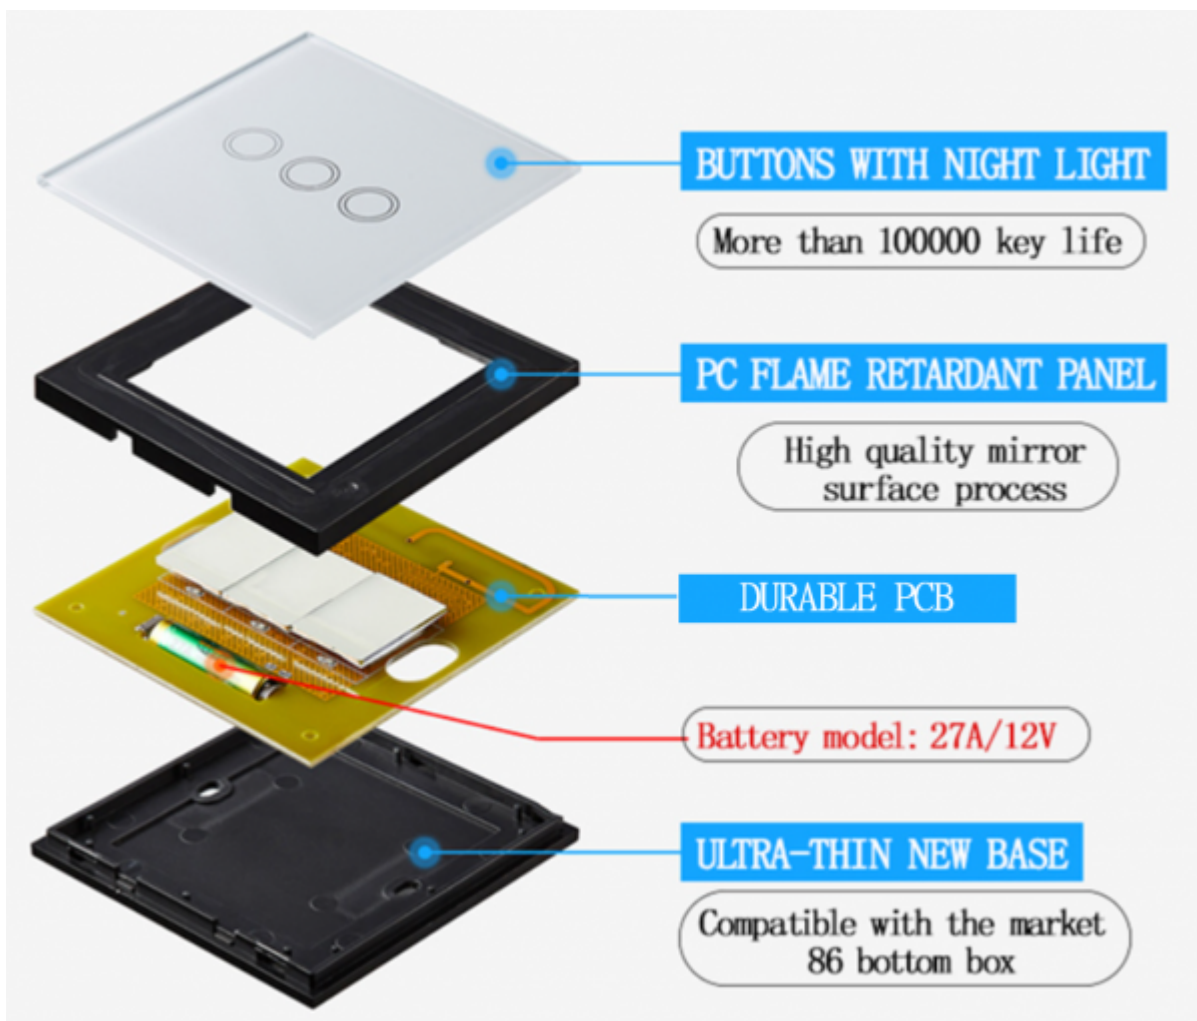 BUTTONS WITH NIGHT LIGHT
More than 100000 key life
PC FLAME RETARDANT PANEL
High quality mirror
surface process
DURABLE PCB
Battery model: 27A/12V
ULTRA-THIN NEW BASE
Compatible with the market
86 bottom box